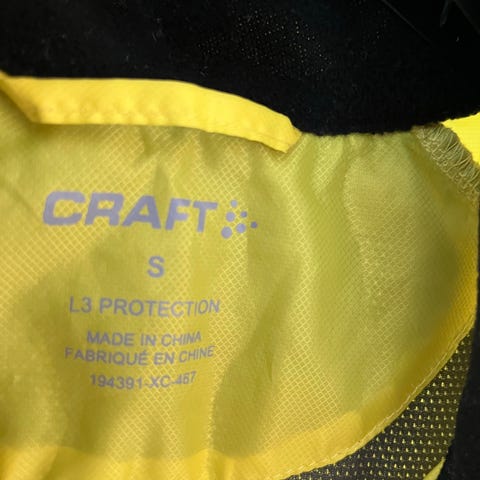 CRAFT
S
L3 PROTECTION
MADE IN CHINA
FABRIQUÉ EN CHINE
194391-XC-467